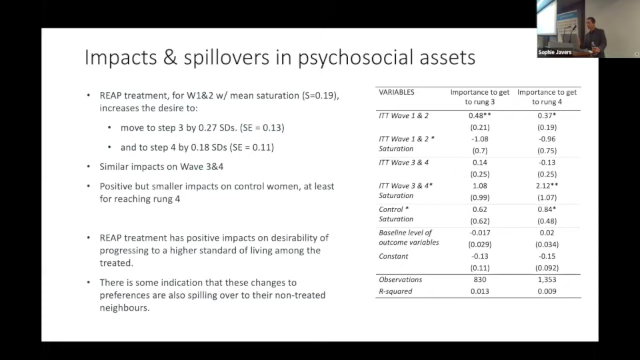 Sophie Javers
Impacts & spillovers in psychosocial assets
• REAP treatment, for W1&2 w/ mean saturation (S=0.19),
increases the desire to:
• move to step 3 by 0.27 SDs. (SE = 0.13)
• and to step 4 by 0.18 SDs (SE = 0.11)
• Similar impacts on Wave 3&4
• Positive but smaller impacts on control women, at least
for reaching rung 4
• REAP treatment has positive impacts on desirability of
progressing to a higher standard of living among the
treated.
• There is some indication that these changes to
preferences are also spilling over to their non-treated
neighbours.
VARIABLES Importance to get to rung 3 Importance to get to rung 4
ITT Wave 1 & 2 0.48** 0.37*
(0.21) (0.19)
ITT Wave 1 & 2 * -1.08 -0.96
Saturation (0.7) (0.75)
ITT Wave 3 & 4 0.14 -0.13
(0.25) (0.25)
ITT Wave 3 & 4* 1.08 2.12**
Saturation (0.99) (1.07)
Control * 0.62 0.84*
Saturation (0.62) (0.48)
Baseline level of -0.017 0.02
outcome variables (0.029) (0.034)
Constant -0.13 -0.15
(0.11) (0.092)
Observations 830 1,353
R-squared 0.013 0.009